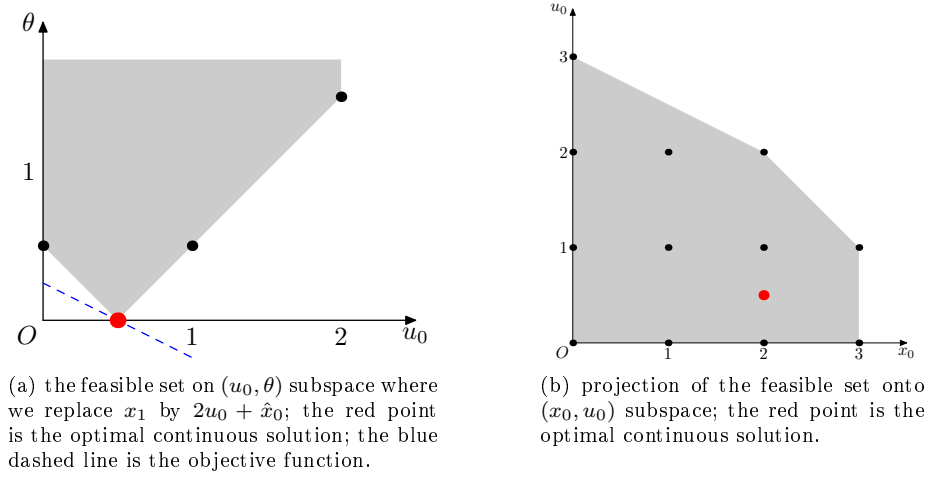 θ
1
O
1
2
u₀
u₀
3
2
1
O
1
2
3
x₀
(a) the feasible set on (u₀, θ) subspace where
we replace x₁ by 2u₀ + x̂₀; the red point
is the optimal continuous solution; the blue
dashed line is the objective function.
(b) projection of the feasible set onto
(x₀, u₀) subspace; the red point is the
optimal continuous solution.